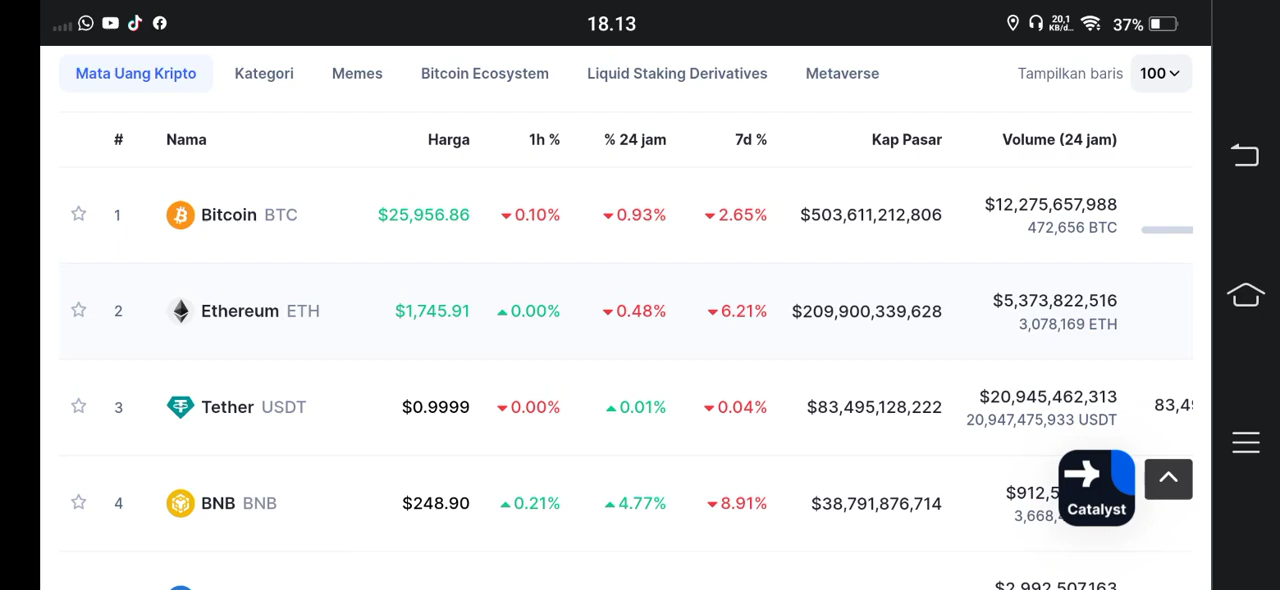 18.13
20,1
KB/d...
37%
Mata Uang Kripto Kategori Memes Bitcoin Ecosystem Liquid Staking Derivatives Metaverse Tampilkan baris 100
# Nama Harga 1h % % 24 jam 7d % Kap Pasar Volume (24 jam)
1 Bitcoin BTC $25,956.86 0.10% 0.93% 2.65% $503,611,212,806 $12,275,657,988
472,656 BTC
2 Ethereum ETH $1,745.91 0.00% 0.48% 6.21% $209,900,339,628 $5,373,822,516
3,078,169 ETH
3 Tether USDT $0.9999 0.00% 0.01% 0.04% $83,495,128,222 $20,945,462,313
20,947,475,933 USDT
83,49
4 BNB BNB $248.90 0.21% 4.77% 8.91% $38,791,876,714 $912,5
3,668,
Catalyst
$2,992,507,163